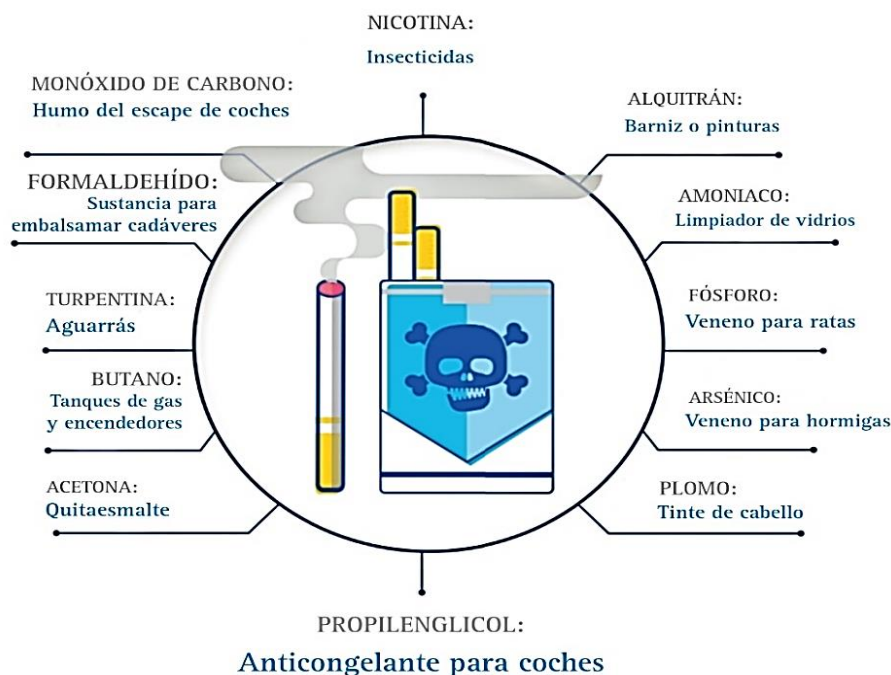 NICOTINA:
Insecticidas
MONÓXIDO DE CARBONO:
Humo del escape de coches
ALQUITRÁN:
Barniz o pinturas
FORMALDEHÍDO:
Sustancia para
embalsamar cadáveres
AMONIACO:
Limpiador de vidrios
TURPENTINA:
Aguarrás
FÓSFORO:
Veneno para ratas
BUTANO:
Tanques de gas
y encendedores
ARSÉNICO:
Veneno para hormigas
ACETONA:
Quitaesmalte
PLOMO:
Tinte de cabello
PROPILENGLICOL:
Anticongelante para coches